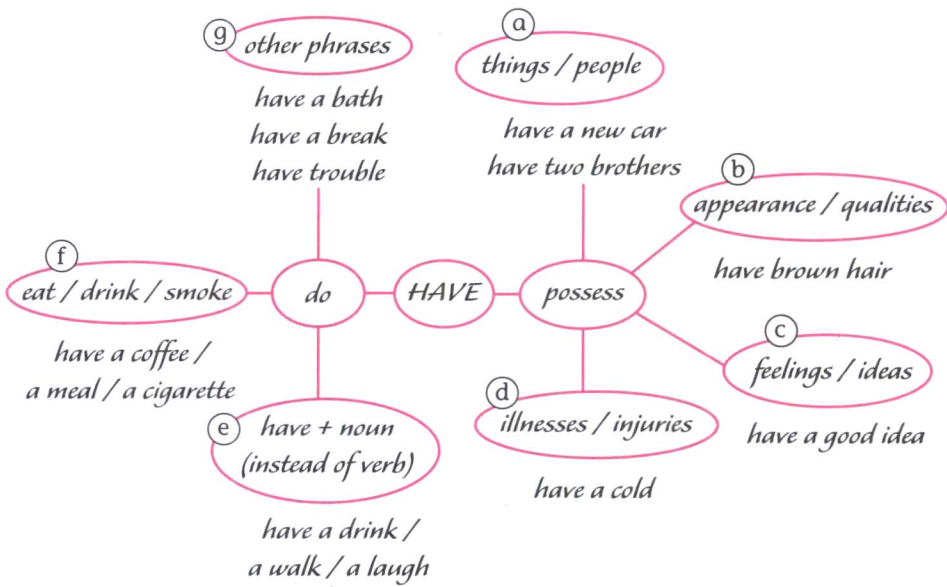 g
other phrases
have a bath
have a break
have trouble
a
things / people
have a new car
have two brothers
b
appearance / qualities
have brown hair
f
eat / drink / smoke
do
HAVE
possess
have a coffee /
a meal / a cigarette
c
feelings / ideas
have a good idea
e
have + noun
(instead of verb)
have a drink /
a walk / a laugh
d
illnesses / injuries
have a cold